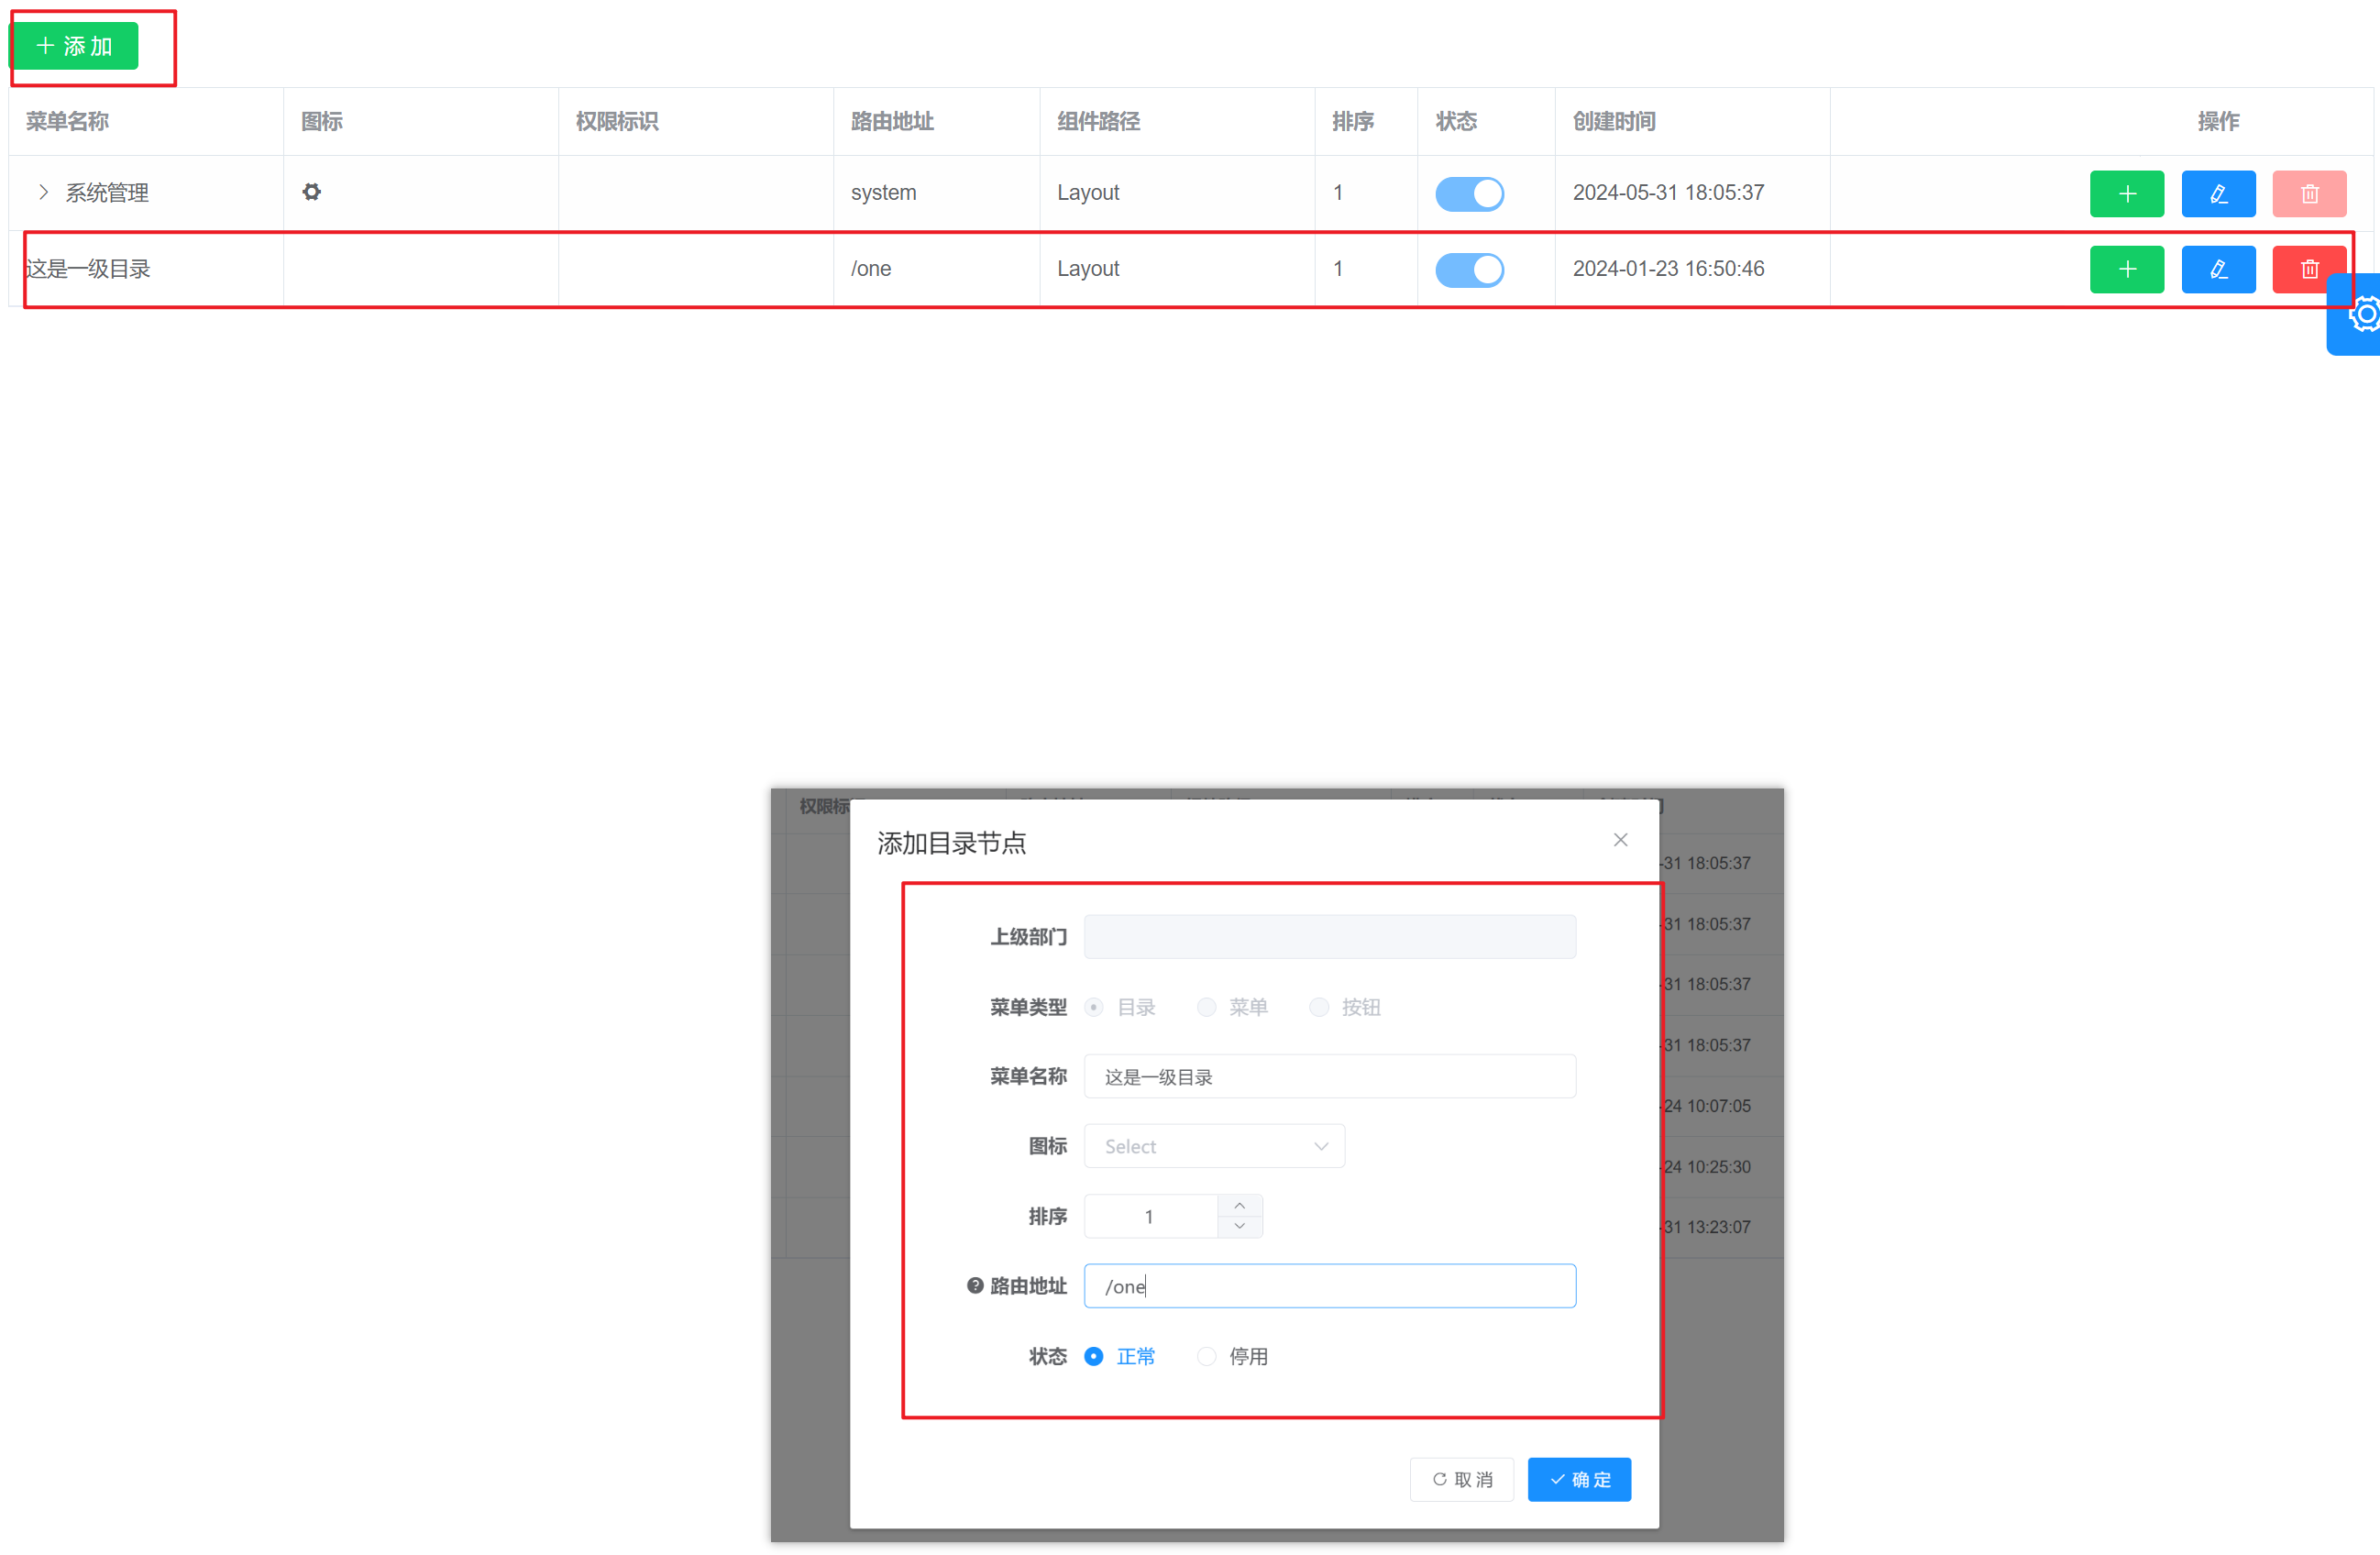 添加
菜单名称 图标 权限标识 路由地址 组件路径 排序 状态 创建时间 操作
系统管理 system Layout 1 2024-05-31 18:05:37
这是一级目录 /one Layout 1 2024-01-23 16:50:46
权限标
添加目录节点
-31 18:05:37
上级部门
-31 18:05:37
菜单类型 目录 菜单 按钮
-31 18:05:37
菜单名称 这是一级目录
-31 18:05:37
图标 Select
-24 10:07:05
-24 10:25:30
排序 1
-31 13:23:07
路由地址 /one
状态 正常 停用
取消 确定